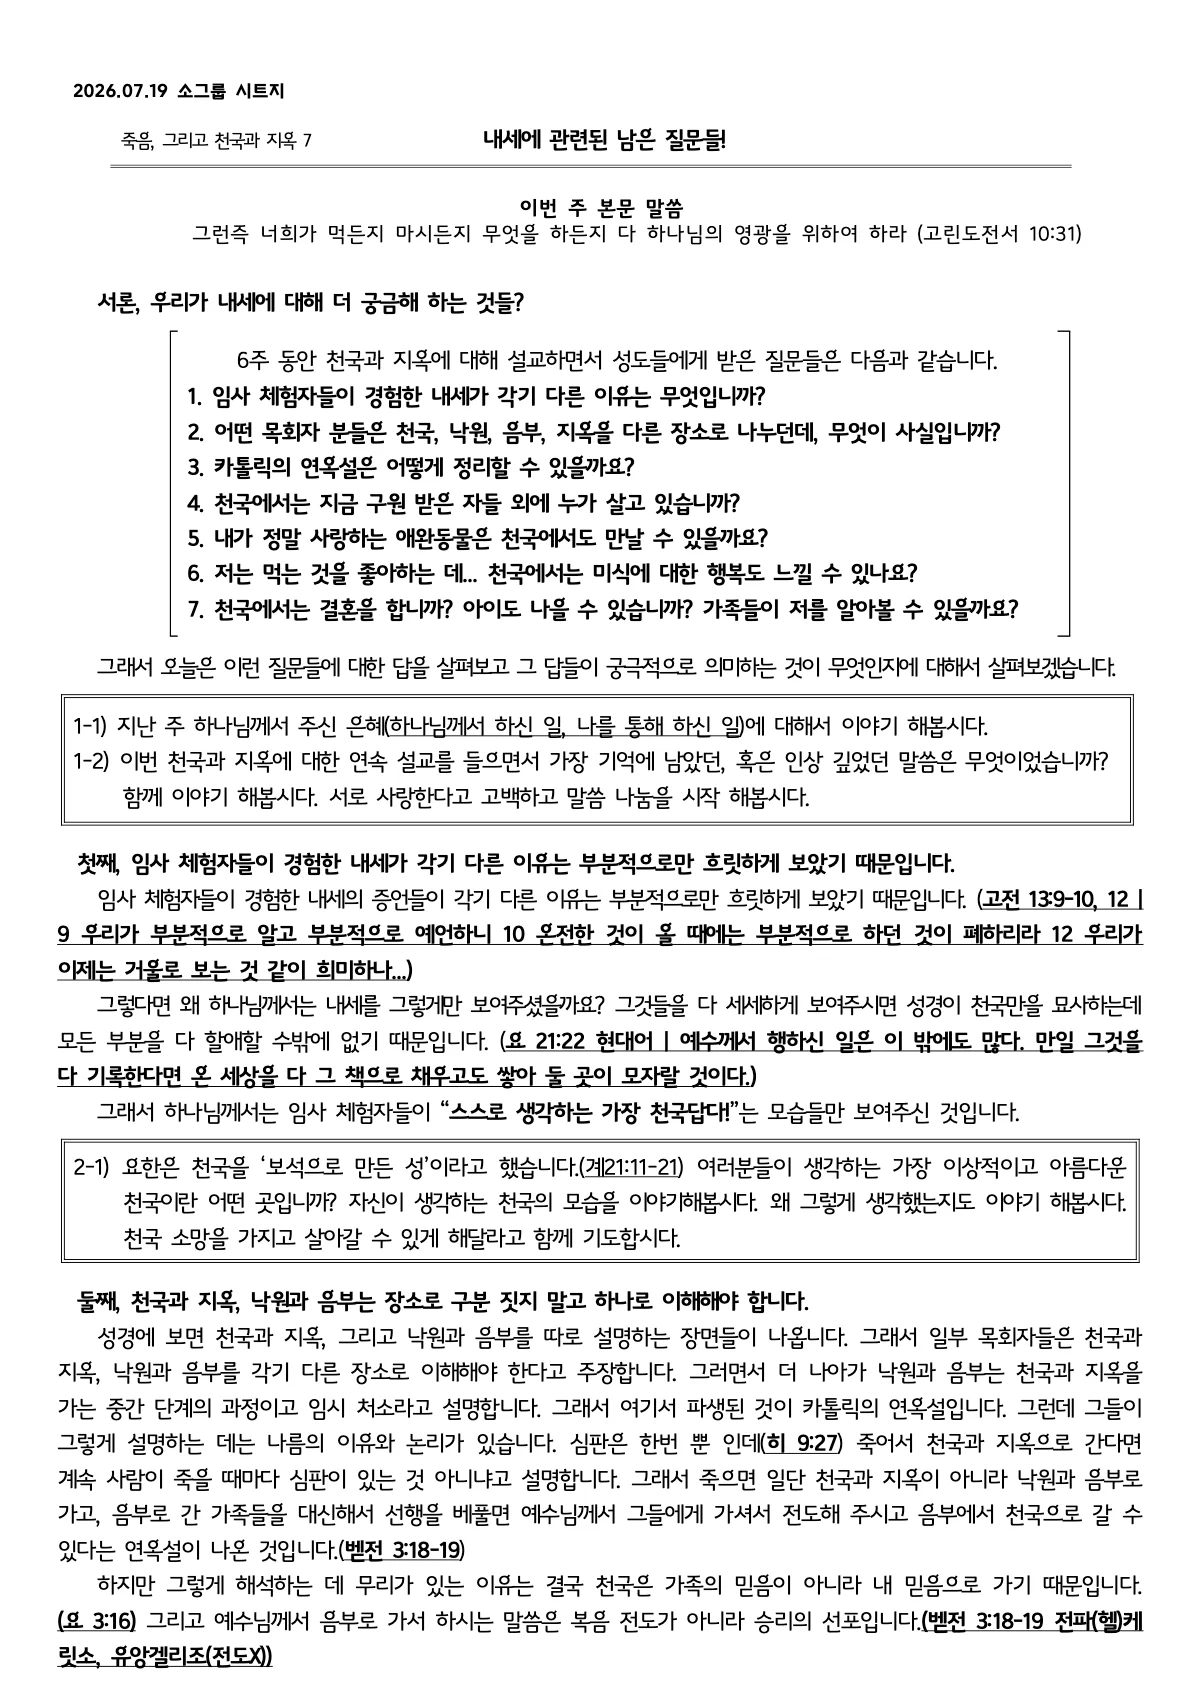 2026.07.19 소그룹 시트지
죽음, 그리고 천국과 지옥 7 내세에 관련된 남은 질문들!
이번 주 본문 말씀
그런즉 너희가 먹든지 마시든지 무엇을 하든지 다 하나님의 영광을 위하여 하라 (고린도전서 10:31)
서론, 우리가 내세에 대해 더 궁금해 하는 것들?
6주 동안 천국과 지옥에 대해 설교하면서 성도들에게 받은 질문들은 다음과 같습니다.
1. 임사 체험자들이 경험한 내세가 각기 다른 이유는 무엇입니까?
2. 어떤 목회자 분들은 천국, 낙원, 음부, 지옥을 다른 장소로 나누던데, 무엇이 사실입니까?
3. 카톨릭의 연옥설은 어떻게 정리할 수 있을까요?
4. 천국에서는 지금 구원 받은 자들 외에 누가 살고 있습니까?
5. 내가 정말 사랑하는 애완동물은 천국에서도 만날 수 있을까요?
6. 저는 먹는 것을 좋아하는 데... 천국에서는 미식에 대한 행복도 느낄 수 있나요?
7. 천국에서는 결혼을 합니까? 아이도 나을 수 있습니까? 가족들이 저를 알아볼 수 있을까요?
그래서 오늘은 이런 질문들에 대한 답을 살펴보고 그 답들이 궁극적으로 의미하는 것이 무엇인지에 대해서 살펴보겠습니다.
1-1) 지난 주 하나님께서 주신 은혜(하나님께서 하신 일, 나를 통해 하신 일)에 대해서 이야기 해봅시다.
1-2) 이번 천국과 지옥에 대한 연속 설교를 들으면서 가장 기억에 남았던, 혹은 인상 깊었던 말씀은 무엇이었습니까?
함께 이야기 해봅시다. 서로 사랑한다고 고백하고 말씀 나눔을 시작 해봅시다.
첫째, 임사 체험자들이 경험한 내세가 각기 다른 이유는 부분적으로만 흐릿하게 보았기 때문입니다.
임사 체험자들이 경험한 내세의 증언들이 각기 다른 이유는 부분적으로만 흐릿하게 보았기 때문입니다. (고전 13:9-10, 12 |
9 우리가 부분적으로 알고 부분적으로 예언하니 10 온전한 것이 올 때에는 부분적으로 하던 것이 폐하리라 12 우리가
이제는 거울로 보는 것 같이 희미하나...)
그렇다면 왜 하나님께서는 내세를 그렇게만 보여주셨을까요? 그것들을 다 세세하게 보여주시면 성경이 천국만을 묘사하는데
모든 부분을 다 할애할 수밖에 없기 때문입니다. (요 21:22 현대어 | 예수께서 행하신 일은 이 밖에도 많다. 만일 그것을
다 기록한다면 온 세상을 다 그 책으로 채우고도 쌓아 둘 곳이 모자랄 것이다.)
그래서 하나님께서는 임사 체험자들이 “스스로 생각하는 가장 천국답다!”는 모습들만 보여주신 것입니다.
2-1) 요한은 천국을 ‘보석으로 만든 성’이라고 했습니다.(계21:11-21) 여러분들이 생각하는 가장 이상적이고 아름다운
천국이란 어떤 곳입니까? 자신이 생각하는 천국의 모습을 이야기해봅시다. 왜 그렇게 생각했는지도 이야기 해봅시다.
천국 소망을 가지고 살아갈 수 있게 해달라고 함께 기도합시다.
둘째, 천국과 지옥, 낙원과 음부는 장소로 구분 짓지 말고 하나로 이해해야 합니다.
성경에 보면 천국과 지옥, 그리고 낙원과 음부를 따로 설명하는 장면들이 나옵니다. 그래서 일부 목회자들은 천국과
지옥, 낙원과 음부를 각기 다른 장소로 이해해야 한다고 주장합니다. 그러면서 더 나아가 낙원과 음부는 천국과 지옥을
가는 중간 단계의 과정이고 임시 처소라고 설명합니다. 그래서 여기서 파생된 것이 카톨릭의 연옥설입니다. 그런데 그들이
그렇게 설명하는 데는 나름의 이유와 논리가 있습니다. 심판은 한번 뿐 인데(히 9:27) 죽어서 천국과 지옥으로 간다면
계속 사람이 죽을 때마다 심판이 있는 것 아니냐고 설명합니다. 그래서 죽으면 일단 천국과 지옥이 아니라 낙원과 음부로
가고, 음부로 간 가족들을 대신해서 선행을 베풀면 예수님께서 그들에게 가셔서 전도해 주시고 음부에서 천국으로 갈 수
있다는 연옥설이 나온 것입니다.(벧전 3:18-19)
하지만 그렇게 해석하는 데 무리가 있는 이유는 결국 천국은 가족의 믿음이 아니라 내 믿음으로 가기 때문입니다.
(요 3:16) 그리고 예수님께서 음부로 가서 하시는 말씀은 복음 전도가 아니라 승리의 선포입니다.(벧전 3:18-19 전파(헬)케
릿소, 유앙겔리조(전도X))